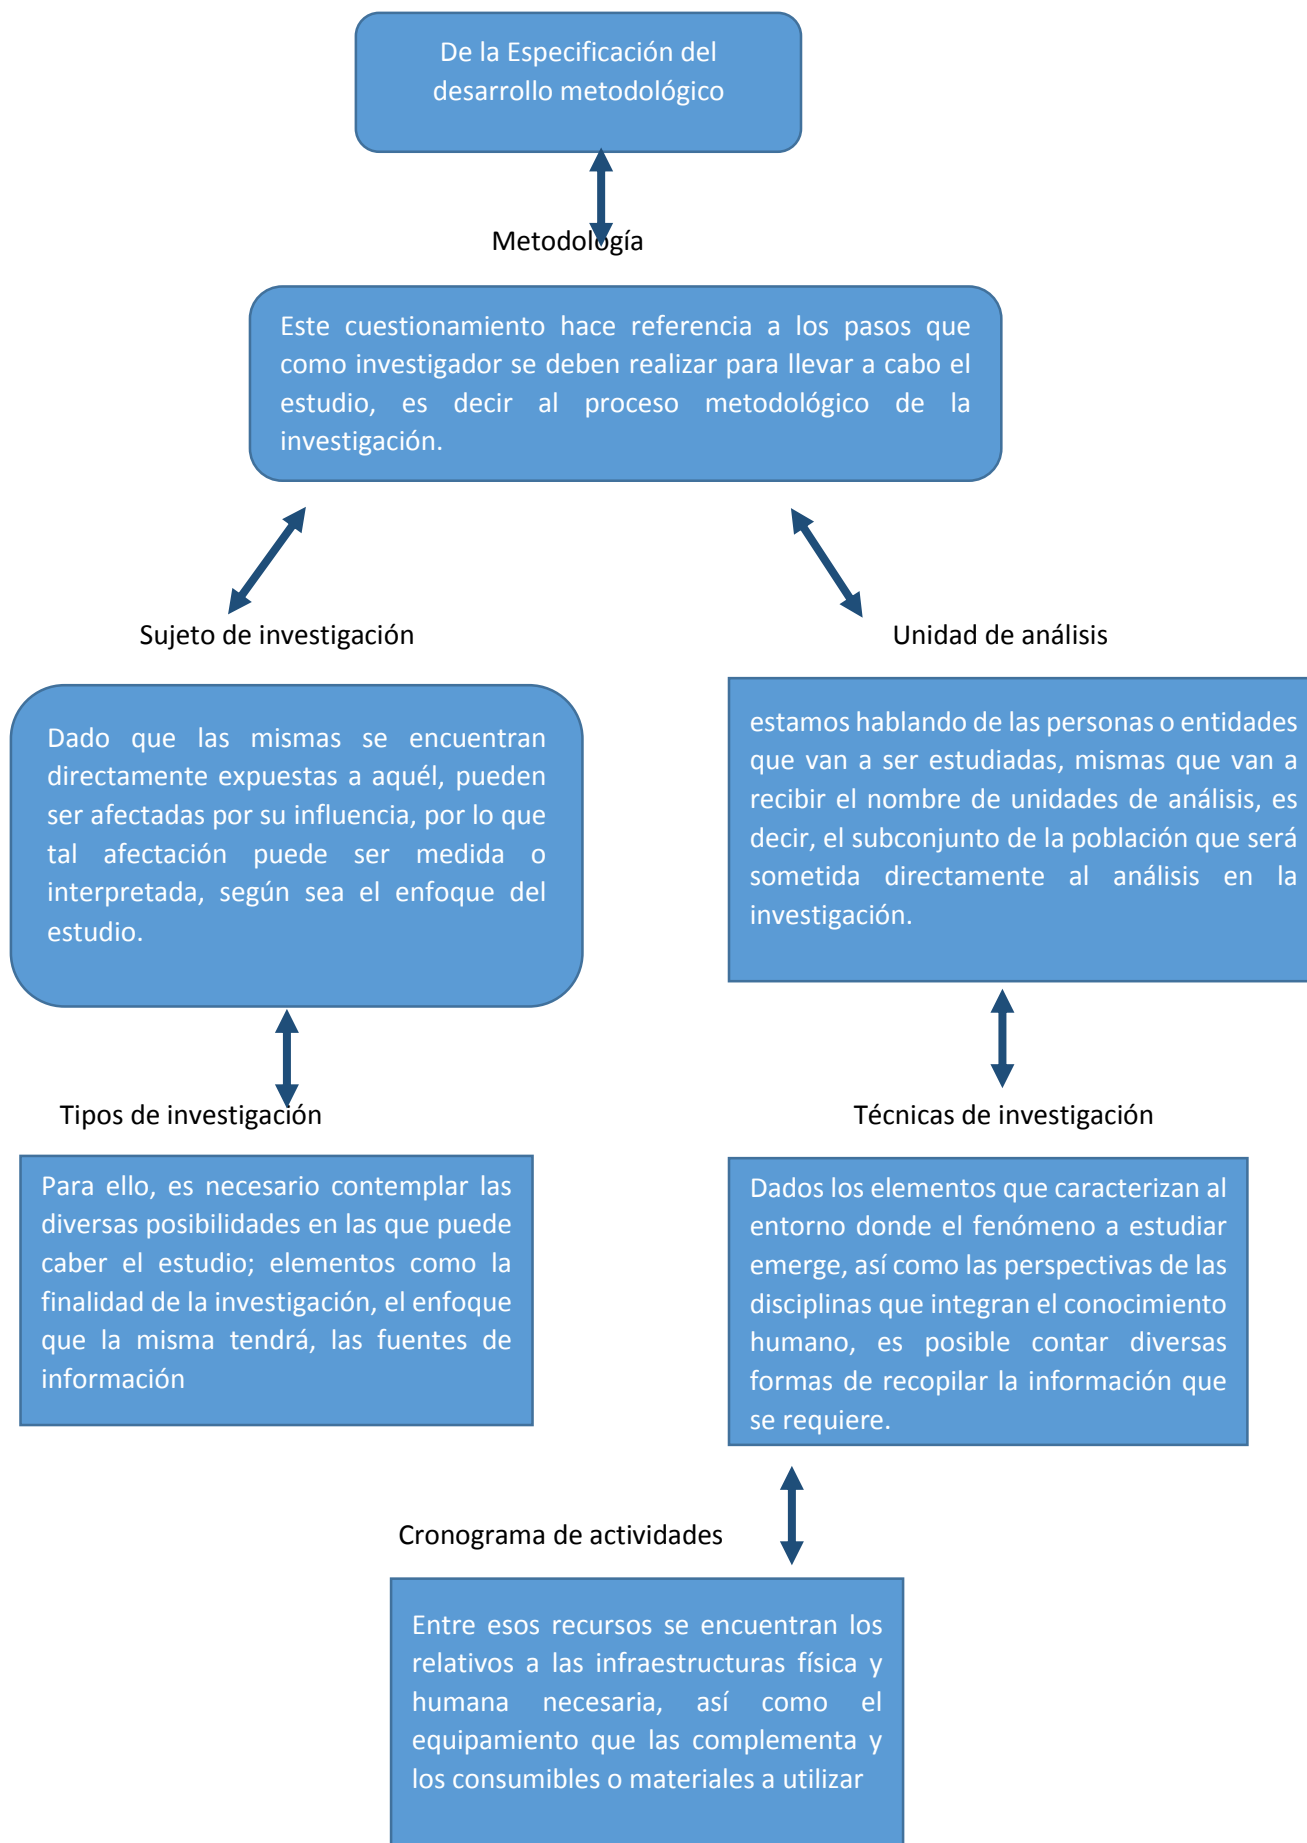 De la Especificación del
desarrollo metodológico
Metodología
Este cuestionamiento hace referencia a los pasos que
como investigador se deben realizar para llevar a cabo el
estudio, es decir al proceso metodológico de la
investigación.
Sujeto de investigación
Dado que las mismas se encuentran
directamente expuestas a aquél, pueden
ser afectadas por su influencia, por lo que
tal afectación puede ser medida o
interpretada, según sea el enfoque del
estudio.
Unidad de análisis
estamos hablando de las personas o entidades
que van a ser estudiadas, mismas que van a
recibir el nombre de unidades de análisis, es
decir, el subconjunto de la población que será
sometida directamente al análisis en la
investigación.
Tipos de investigación
Para ello, es necesario contemplar las
diversas posibilidades en las que puede
caber el estudio; elementos como la
finalidad de la investigación, el enfoque
que la misma tendrá, las fuentes de
información
Técnicas de investigación
Dados los elementos que caracterizan al
entorno donde el fenómeno a estudiar
emerge, así como las perspectivas de las
disciplinas que integran el conocimiento
humano, es posible contar diversas
formas de recopilar la información que
se requiere.
Cronograma de actividades
Entre esos recursos se encuentran los
relativos a las infraestructuras física y
humana necesaria, así como el
equipamiento que las complementa y
los consumibles o materiales a utilizar